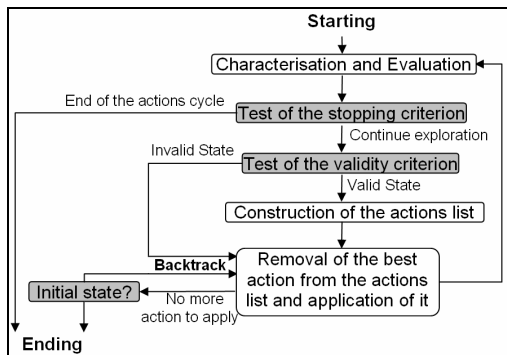 Starting
Characterisation and Evaluation
End of the actions cycle
Test of the stopping criterion
Continue exploration
Invalid State
Test of the validity criterion
Valid State
Construction of the actions list
Backtrack
Removal of the best
action from the actions
list and application of it
Initial state?
No more
action to apply
Ending